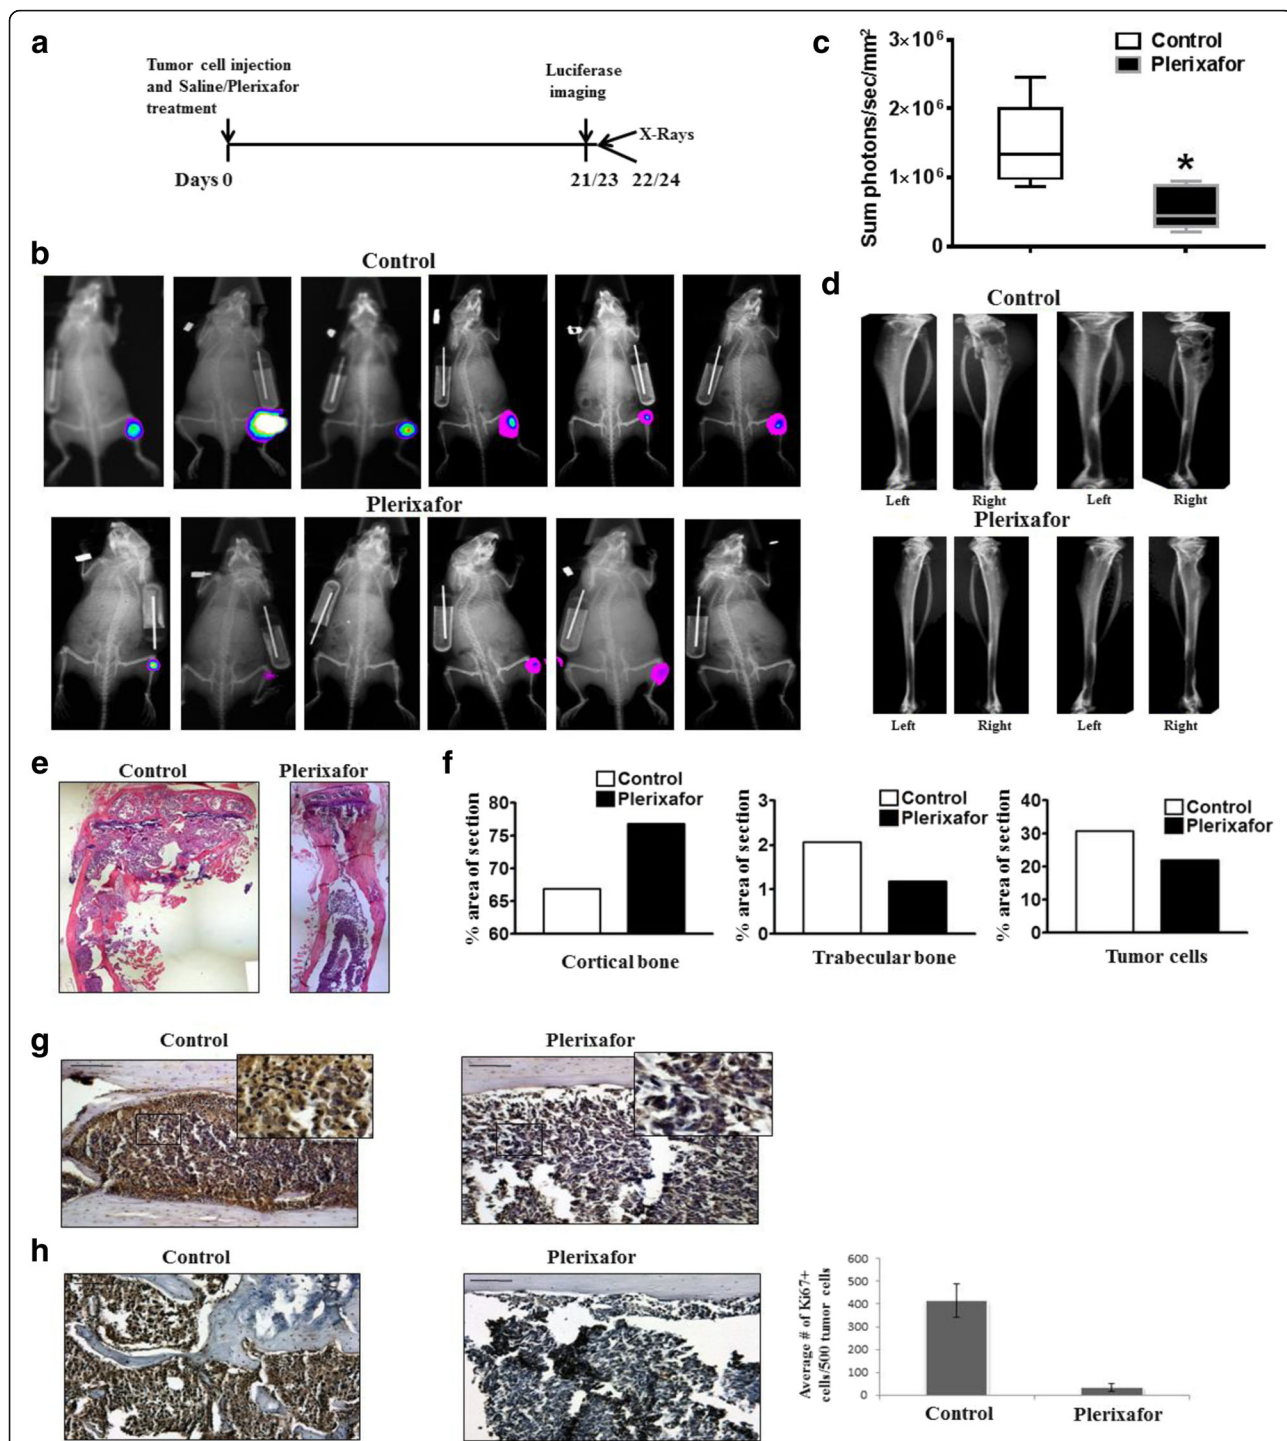 a
Tumor cell injection
and Saline/Plerixafor
treatment
Luciferase
imaging
X-Rays
Days 0
21/23
22/24
c
3×10⁶
2×10⁶
1×10⁶
0
Sum photons/sec/mm²
Control
Plerixafor
*
b
Control
Plerixafor
d
Control
Left
Right
Left
Right
Plerixafor
Left
Right
Left
Right
e
Control
Plerixafor
f
Control
Plerixafor
% area of section
80
75
70
65
60
Cortical bone
Control
Plerixafor
% area of section
3
2
1
0
Trabecular bone
Control
Plerixafor
% area of section
40
30
20
10
0
Tumor cells
g
Control
Plerixafor
h
Control
Plerixafor
Average # of Ki67+
cells/500 tumor cells
600
500
400
300
200
100
0
Control
Plerixafor